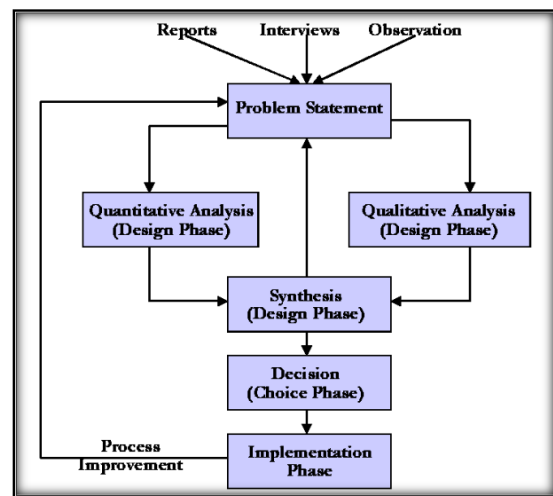 Reports Interviews Observation
Problem Statement
Quantitative Analysis
(Design Phase)
Qualitative Analysis
(Design Phase)
Synthesis
(Design Phase)
Decision
(Choice Phase)
Process
Improvement
Implementation
Phase